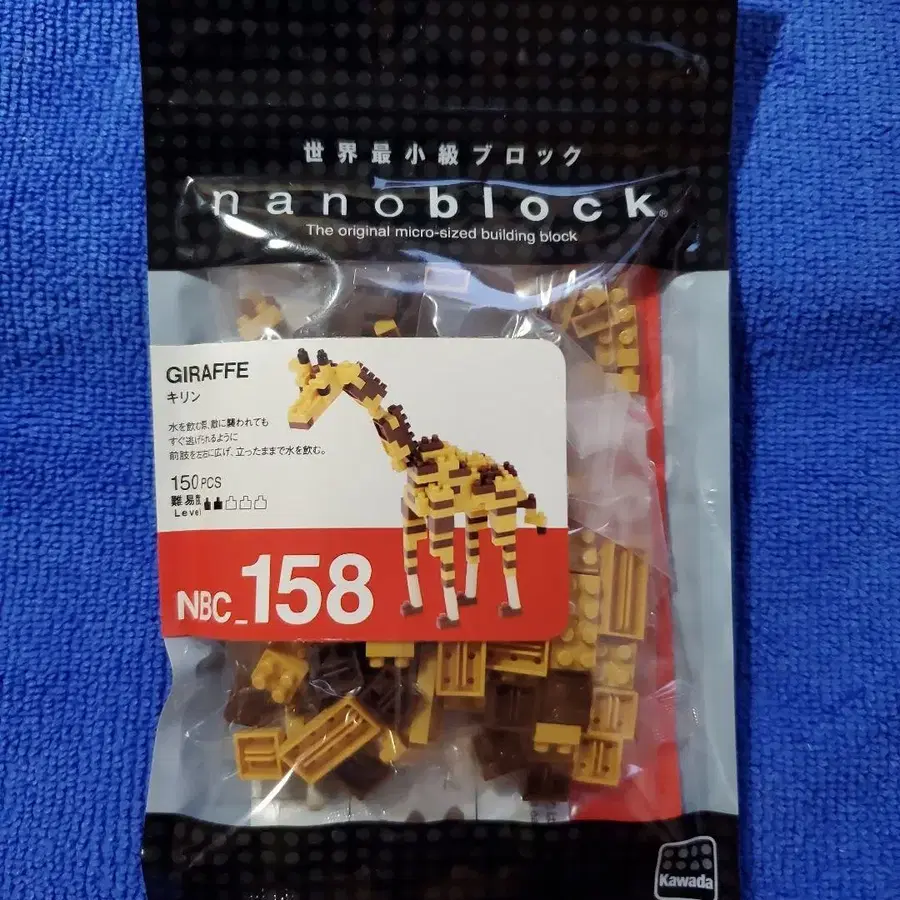 世界最小級ブロック
nanoblock®
The original micro-sized building block
GIRAFFE
キリン
水を飲む際、敵に襲われても
すぐ逃げられるように
前肢を左右に広げ、立ったままで水を飲む。
150 PCS
難易度
Level
NBC_158
Kawada